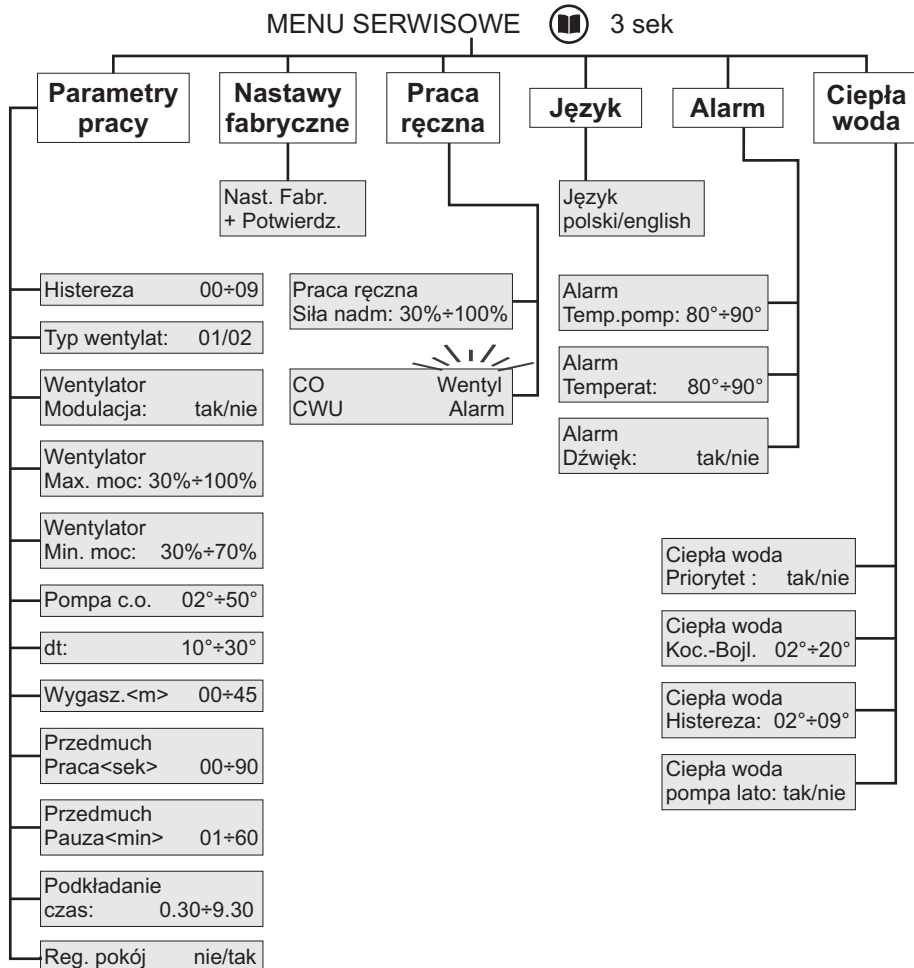 MENU SERWISOWE 3 sek
Parametry
pracy
Nastawy
fabryczne
Praca
ręczna
Język
Alarm
Ciepła
woda
Nast. Fabr.
+ Potwierdz.
Język
polski/english
Histereza 00÷09
Typ wentylat: 01/02
Wentylator
Modulacja: tak/nie
Wentylator
Max. moc: 30%÷100%
Wentylator
Min. moc: 30%÷70%
Pompa c.o. 02°÷50°
dt: 10°÷30°
Wygasz.<m> 00÷45
Przedmuch
Praca<sek> 00÷90
Przedmuch
Pauza<min> 01÷60
Podkładanie
czas: 0.30÷9.30
Reg. pokój nie/tak
Praca ręczna
Siła nadm: 30%÷100%
CO Wentyl
CWU Alarm
Alarm
Temp.pomp: 80°÷90°
Alarm
Temperat: 80°÷90°
Alarm
Dźwięk: tak/nie
Ciepła woda
Priorytet : tak/nie
Ciepła woda
Koc.-Bojl. 02°÷20°
Ciepła woda
Histereza: 02°÷09°
Ciepła woda
pompa lato: tak/nie